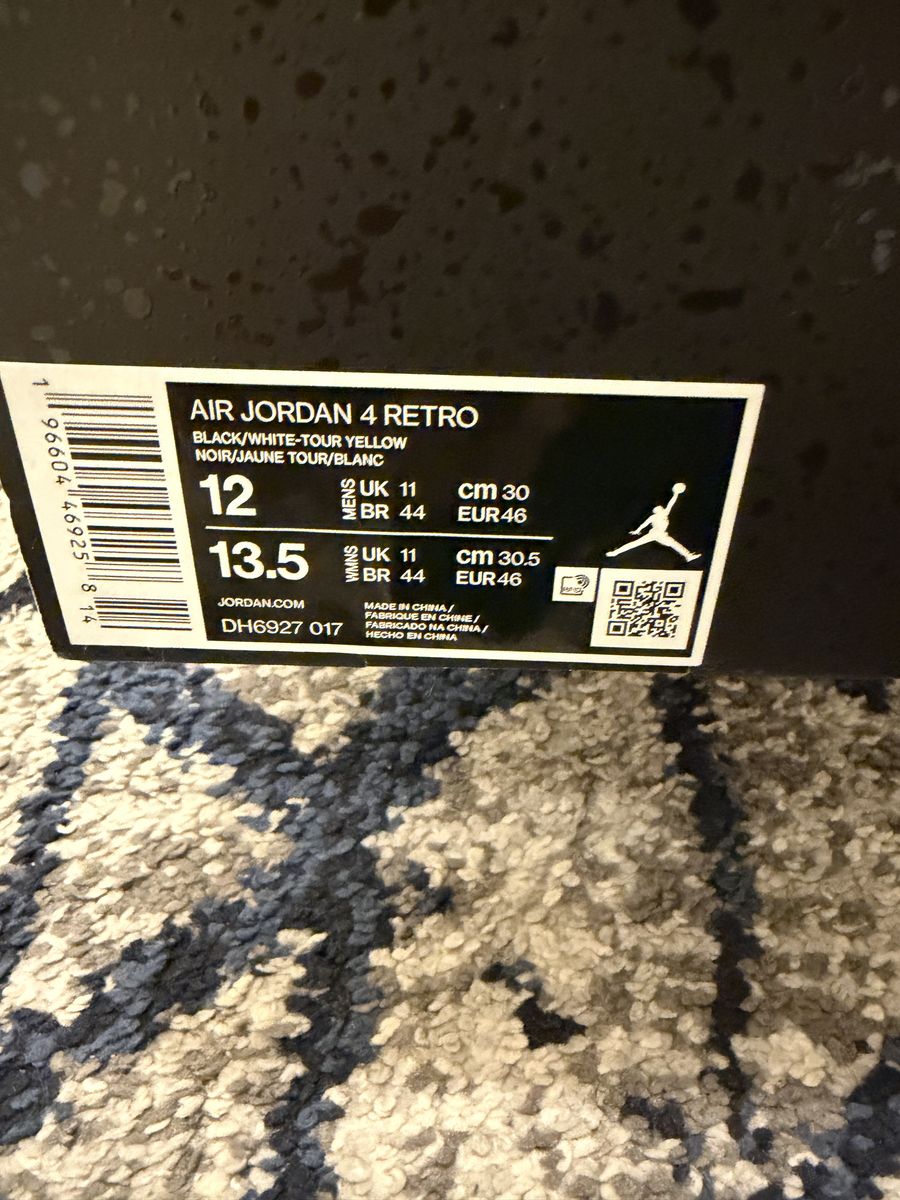 1 96604 46925 8 14
AIR JORDAN 4 RETRO
BLACK/WHITE-TOUR YELLOW
NOIR/JAUNE TOUR/BLANC
12 MENS UK 11 cm 30
BR 44 EUR 46
13.5 WMNS UK 11 cm 30.5
BR 44 EUR 46
JORDAN.COM
DH6927 017
MADE IN CHINA /
FABRIQUE EN CHINE /
FABRICADO NA CHINA /
HECHO EN CHINA